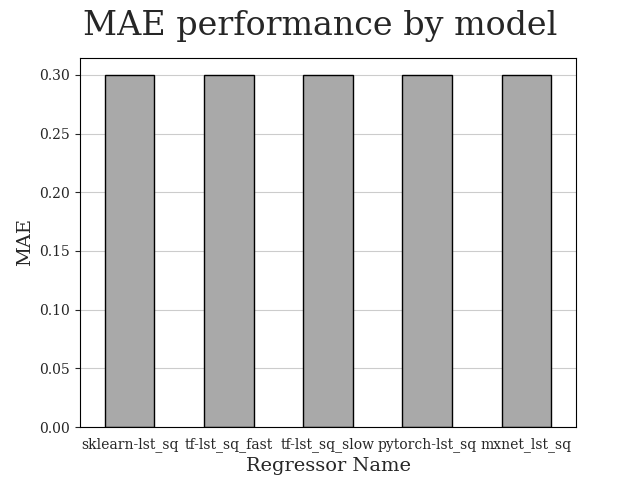 MAE performance by model
MAE
0.30
0.25
0.20
0.15
0.10
0.05
0.00
sklearn-lst_sq tf-lst_sq_fast tf-lst_sq_slow pytorch-lst_sq mxnet_lst_sq
Regressor Name